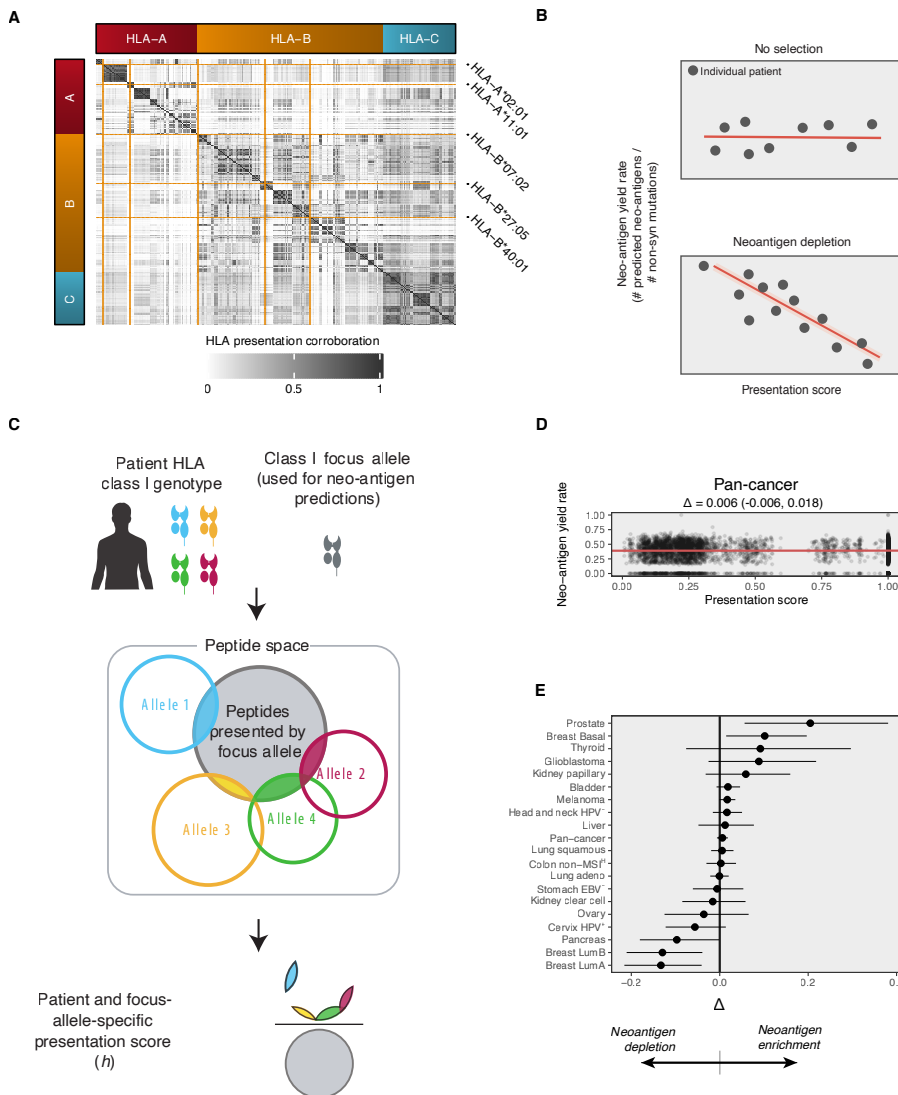 A
HLA−A
HLA−B
HLA−C
A
B
C
HLA−A*02:01
HLA−A*11:01
HLA−B*07:02
HLA−B*27:05
HLA−B*40:01
HLA presentation corroboration
0
0.5
1
B
No selection
Individual patient
Neoantigen depletion
Neo-antigen yield rate
(# predicted neo-antigens /
# non-syn mutations)
Presentation score
C
Patient HLA
class I genotype
Class I focus allele
(used for neo-antigen
predictions)
Peptide space
Allele 1
Peptides
presented by
focus allele
Allele 2
Allele 3
Allele 4
Patient and focus-
allele-specific
presentation score
(h)
D
Pan-cancer
Δ = 0.006 (-0.006, 0.018)
Neo−antigen yield rate
1.00
0.75
0.50
0.25
0.00
0.00
0.25
0.50
0.75
1.00
Presentation score
E
Prostate
Breast Basal
Thyroid
Glioblastoma
Kidney papillary
Bladder
Melanoma
Head and neck HPV⁻
Liver
Pan−cancer
Lung squamous
Colon non−MSIᴴ
Lung adeno
Stomach EBV⁻
Kidney clear cell
Ovary
Cervix HPV⁺
Pancreas
Breast LumB
Breast LumA
−0.2
0.0
0.2
Δ
Neoantigen
depletion
Neoantigen
enrichment